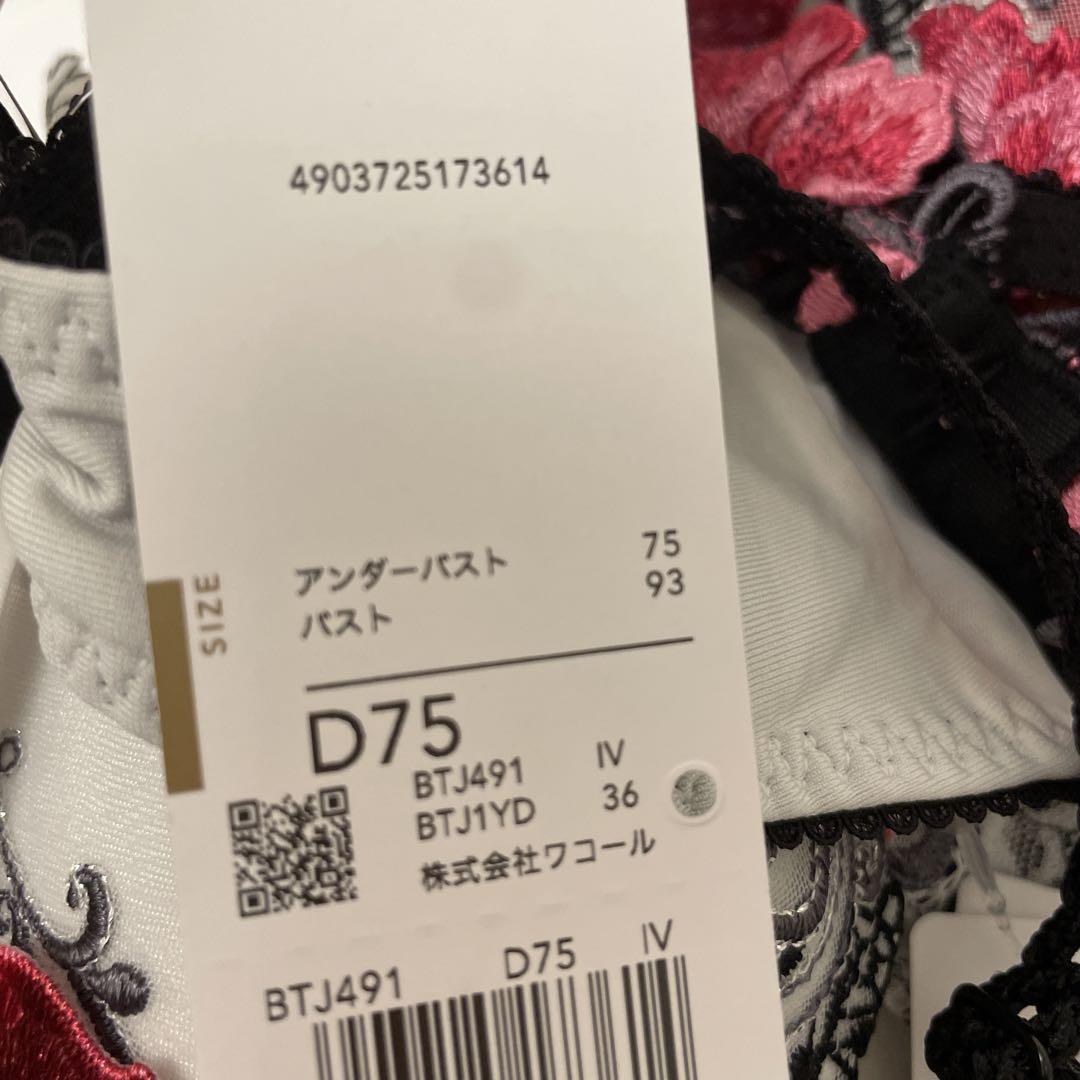 4903725173614
アンダーバスト 75
バスト 93
SIZE
D75
BTJ491 IV
BTJ1YD 36
株式会社ワコール
BTJ491 D75 IV